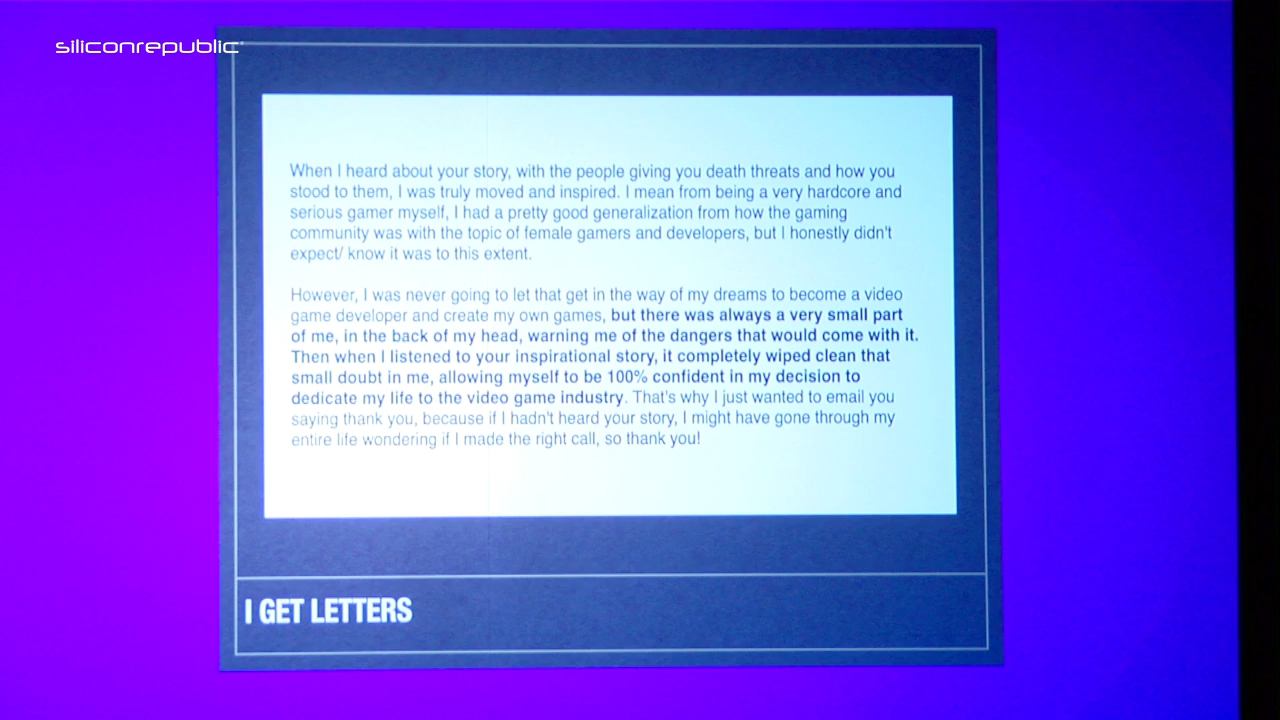 siliconrepublic
When I heard about your story, with the people giving you death threats and how you
stood to them, I was truly moved and inspired. I mean from being a very hardcore and
serious gamer myself, I had a pretty good generalization from how the gaming
community was with the topic of female gamers and developers, but I honestly didn't
expect/ know it was to this extent.
However, I was never going to let that get in the way of my dreams to become a video
game developer and create my own games, but there was always a very small part
of me, in the back of my head, warning me of the dangers that would come with it.
Then when I listened to your inspirational story, it completely wiped clean that
small doubt in me, allowing myself to be 100% confident in my decision to
dedicate my life to the video game industry. That's why I just wanted to email you
saying thank you, because if I hadn't heard your story, I might have gone through my
entire life wondering if I made the right call, so thank you!
I GET LETTERS